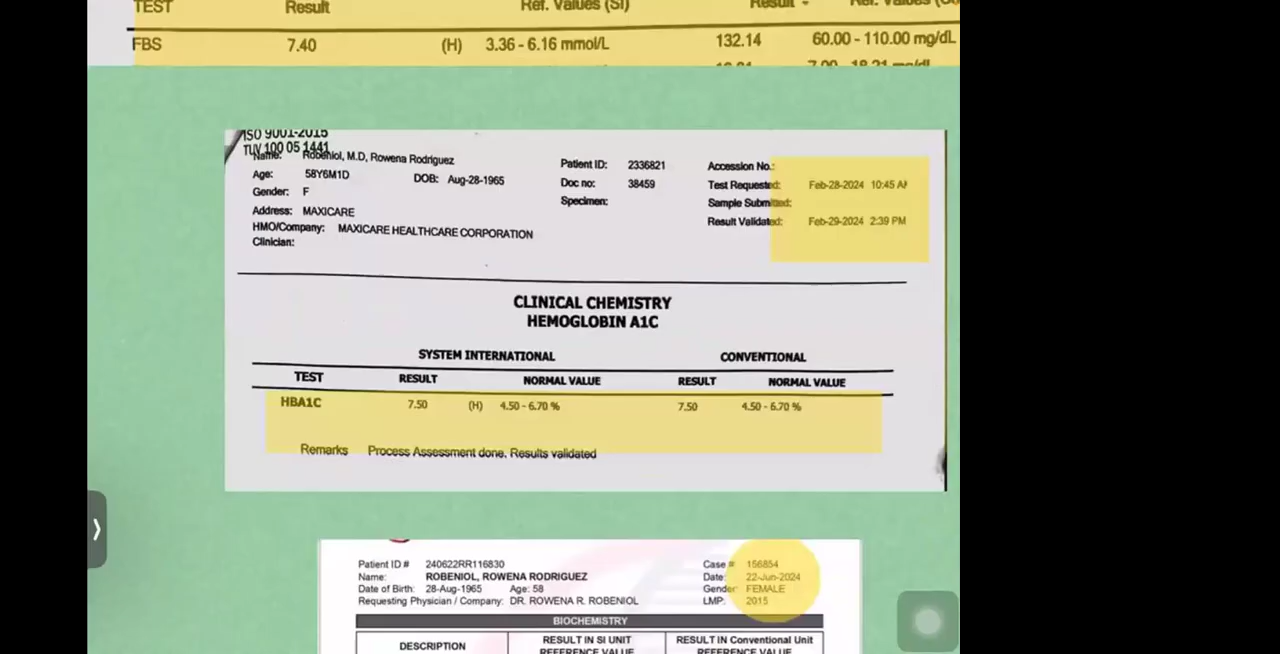 TEST Result Ref. Values (SI) Result Ref. Values
FBS 7.40 (H) 3.36 - 6.16 mmol/L 132.14 60.00 - 110.00 mg/dL
ISO 9001-2015
TUV 100 05 1441
Name: Robeniol, M.D, Rowena Rodriguez Patient ID: 2336821 Accession No.:
Age: 58Y6M1D DOB: Aug-28-1965 Doc no: 38459 Test Requested: Feb-28-2024 10:45 AM
Gender: F Specimen: Sample Submitted:
Address: MAXICARE Result Validated: Feb-29-2024 2:39 PM
HMO/Company: MAXICARE HEALTHCARE CORPORATION
Clinician:
CLINICAL CHEMISTRY
HEMOGLOBIN A1C
SYSTEM INTERNATIONAL CONVENTIONAL
TEST RESULT NORMAL VALUE RESULT NORMAL VALUE
HBA1C 7.50 (H) 4.50 - 6.70 % 7.50 4.50 - 6.70 %
Remarks Process Assessment done. Results validated
Patient ID # 240622RR116830 Case # 156854
Name: ROBENIOL, ROWENA RODRIGUEZ Date: 22-Jun-2024
Date of Birth: 28-Aug-1965 Age: 58 Gender FEMALE
Requesting Physician / Company: DR. ROWENA R. ROBENIOL LMP: 2015
BIOCHEMISTRY
DESCRIPTION RESULT IN SI UNIT RESULT IN Conventional Unit
REFERENCE VALUE REFERENCE VALUE